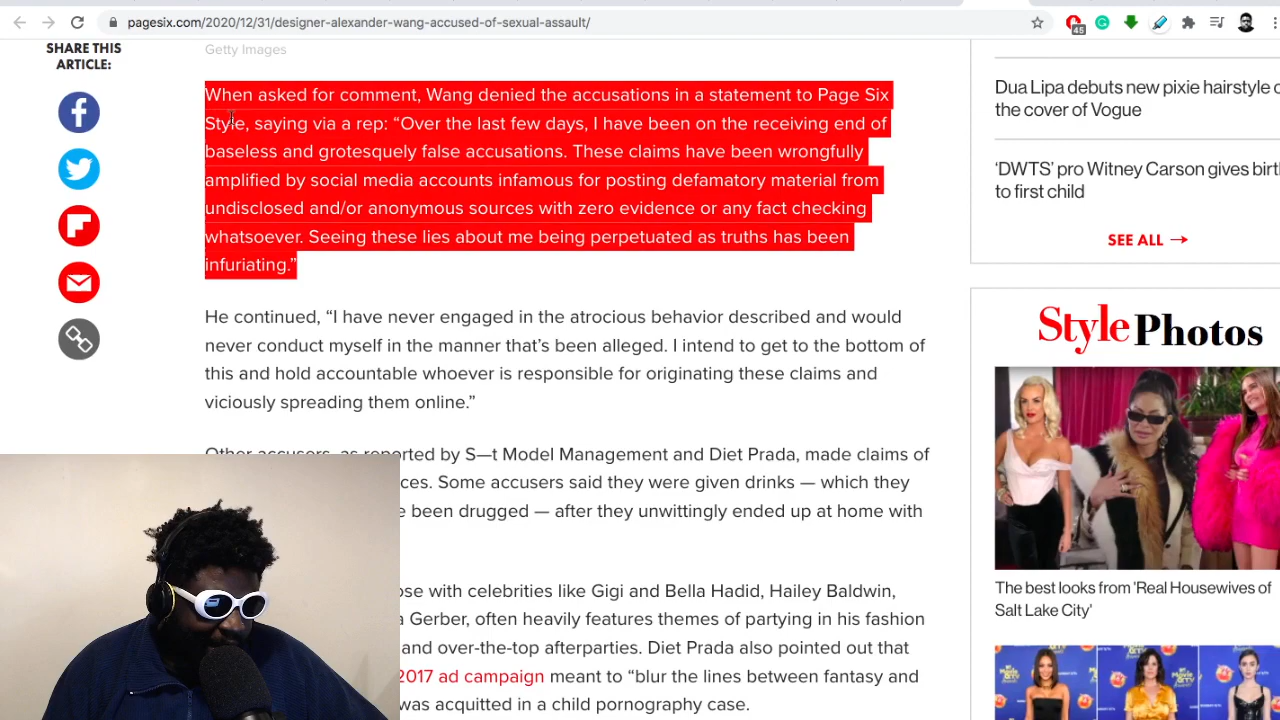 pagesix.com/2020/12/31/designer-alexander-wang-accused-of-sexual-assault/
45
SHARE THIS
ARTICLE:
Getty Images
When asked for comment, Wang denied the accusations in a statement to Page Six
Style, saying via a rep: “Over the last few days, I have been on the receiving end of
baseless and grotesquely false accusations. These claims have been wrongfully
amplified by social media accounts infamous for posting defamatory material from
undisclosed and/or anonymous sources with zero evidence or any fact checking
whatsoever. Seeing these lies about me being perpetuated as truths has been
infuriating.”
He continued, “I have never engaged in the atrocious behavior described and would
never conduct myself in the manner that’s been alleged. I intend to get to the bottom of
this and hold accountable whoever is responsible for originating these claims and
viciously spreading them online.”
Other accusers, as reported by S—t Model Management and Diet Prada, made claims of
ces. Some accusers said they were given drinks — which they
e been drugged — after they unwittingly ended up at home with
ose with celebrities like Gigi and Bella Hadid, Hailey Baldwin,
a Gerber, often heavily features themes of partying in his fashion
and over-the-top afterparties. Diet Prada also pointed out that
2017 ad campaign meant to “blur the lines between fantasy and
was acquitted in a child pornography case.
Dua Lipa debuts new pixie hairstyle o
the cover of Vogue
‘DWTS’ pro Witney Carson gives birt
to first child
SEE ALL
Style Photos
The best looks from 'Real Housewives of
Salt Lake City'